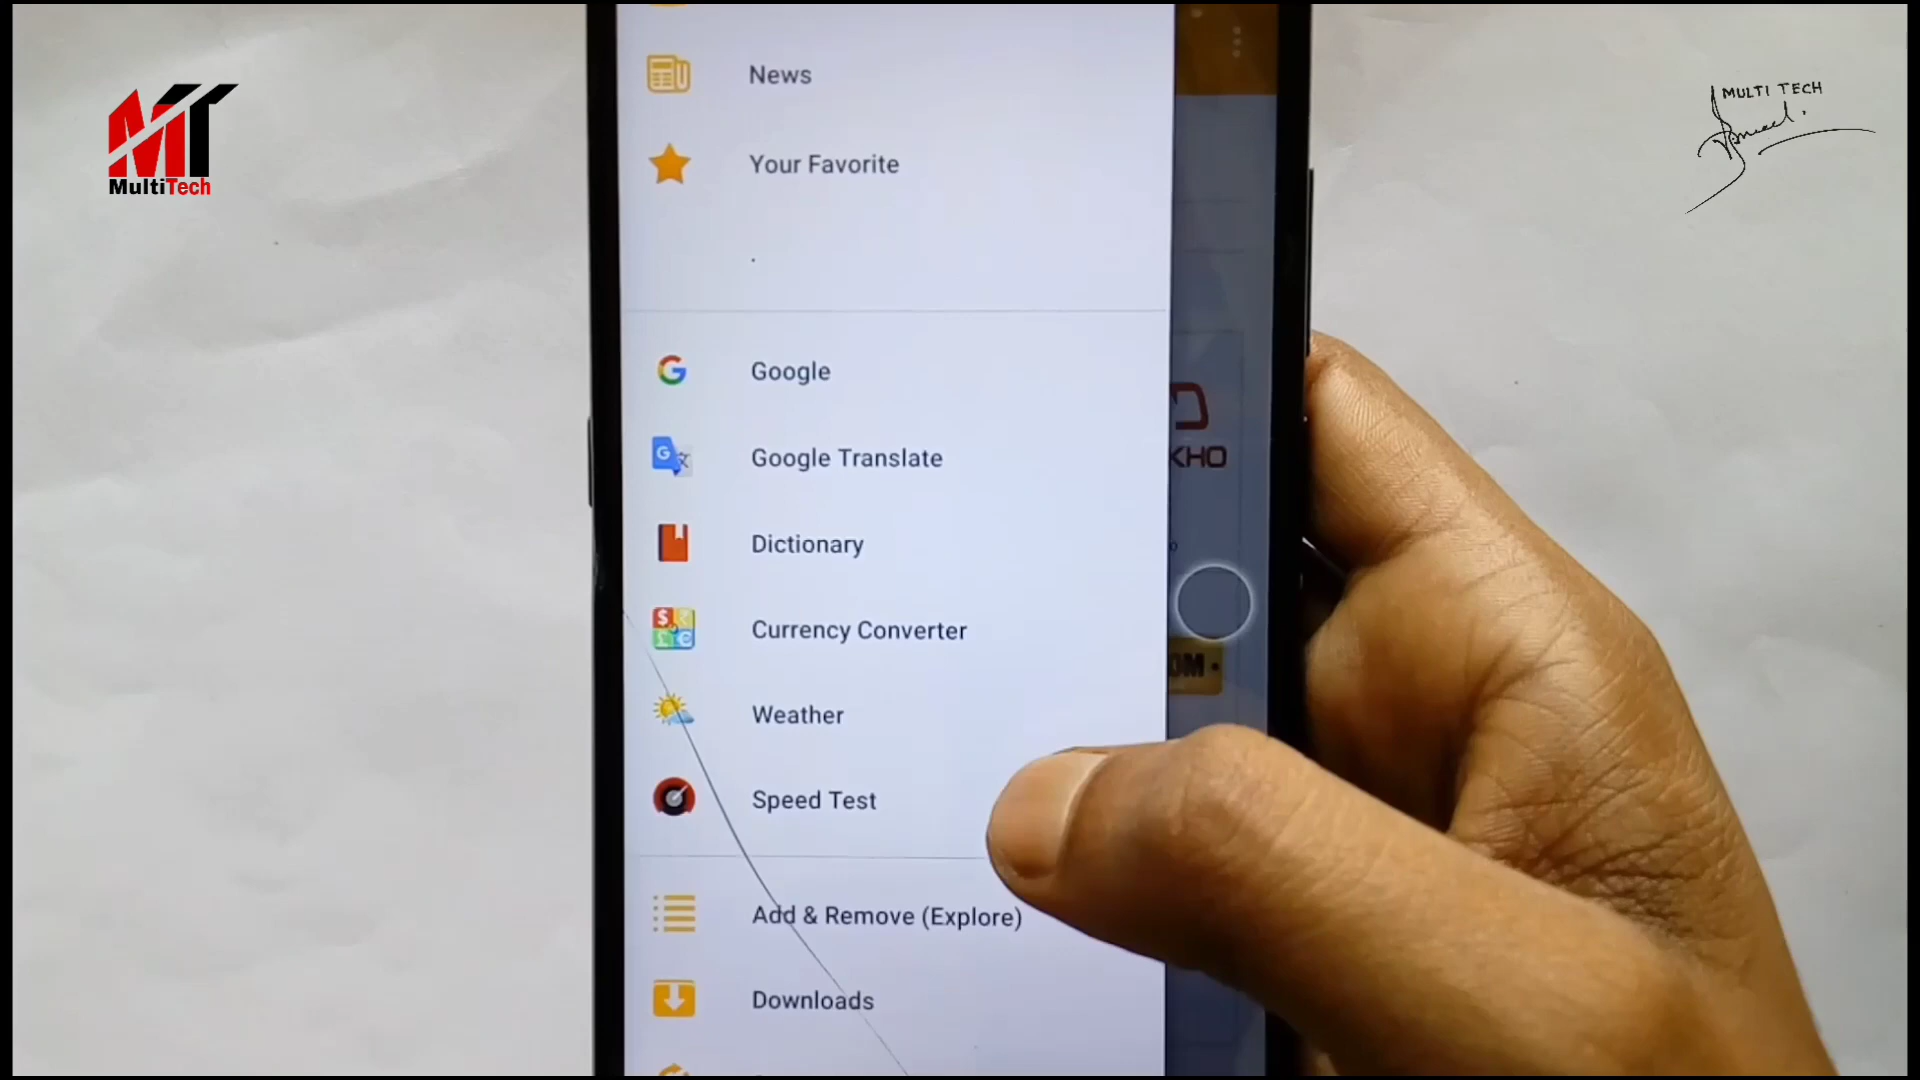 MultiTech
MULTI TECH
News
Your Favorite
.
Google
Google Translate
Dictionary
Currency Converter
Weather
Speed Test
Add & Remove (Explore)
Downloads
KHO
OM